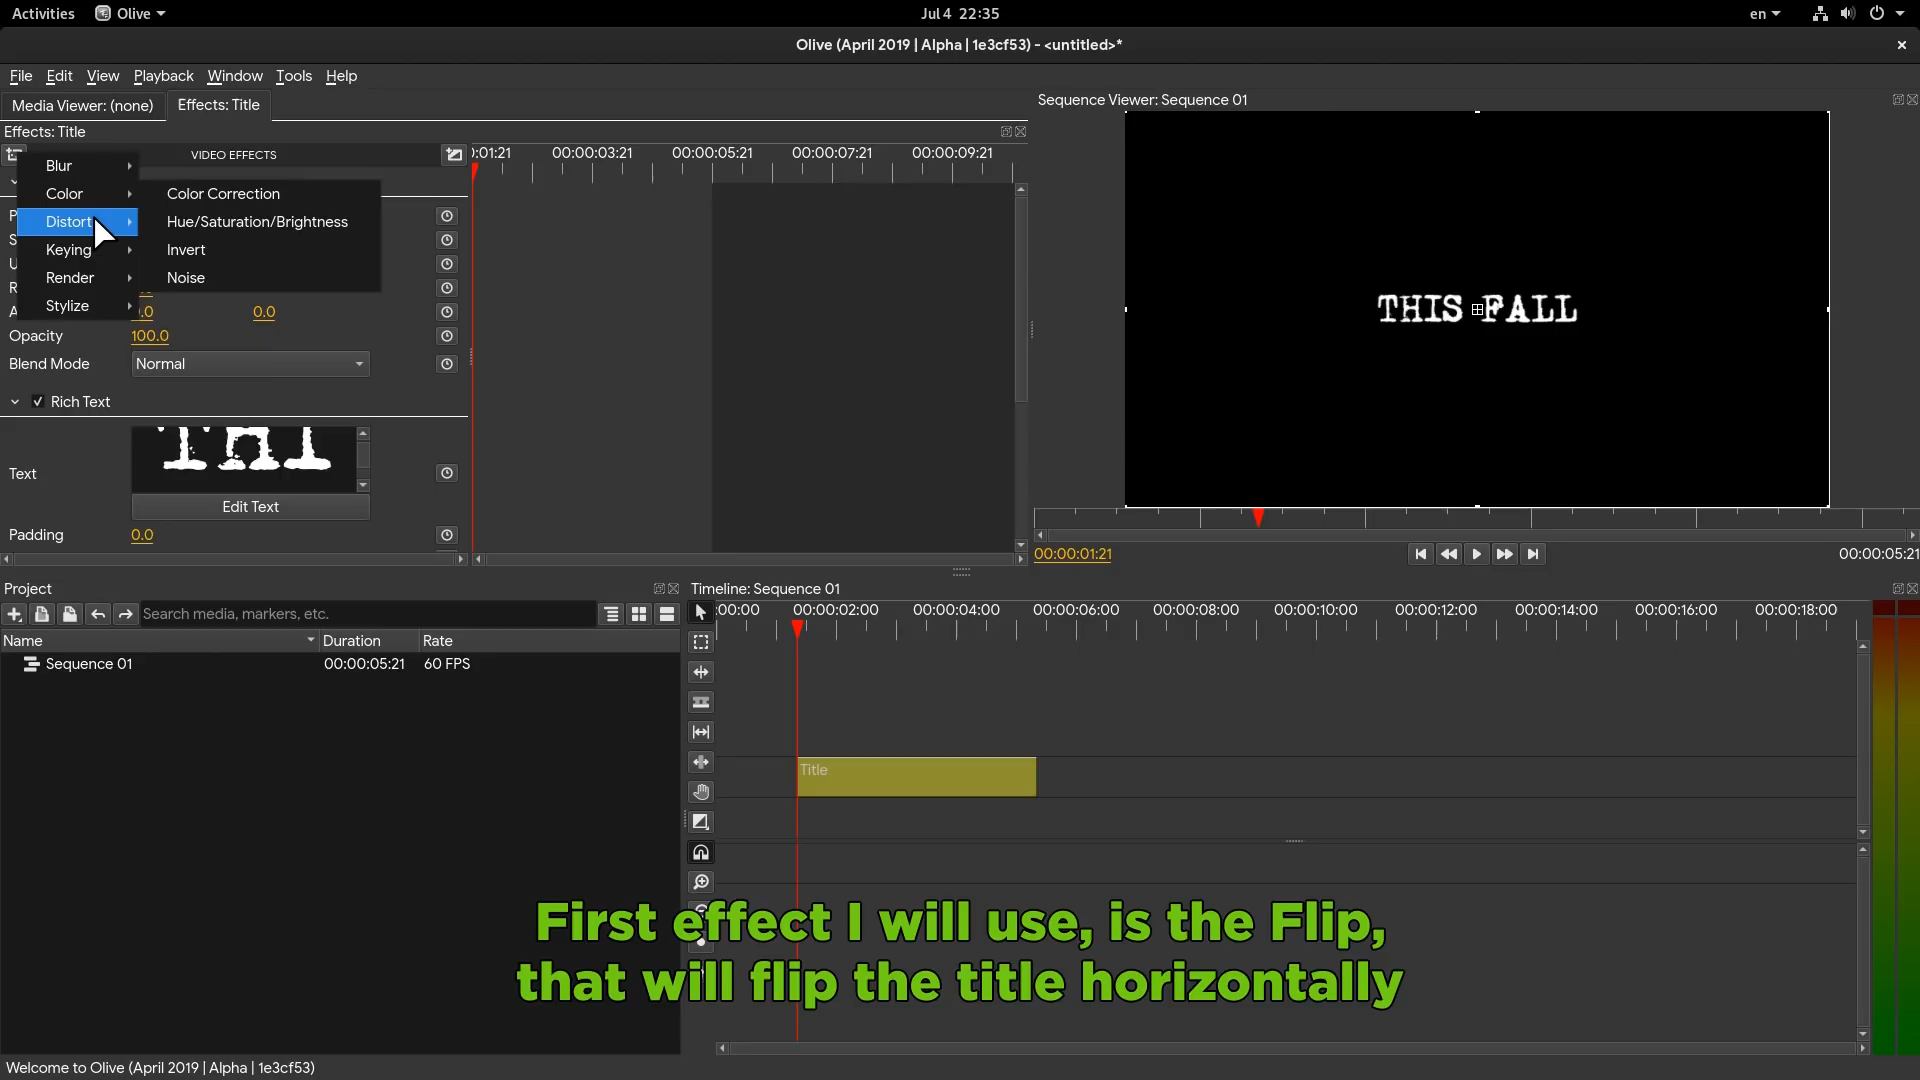 Activities Olive Jul 4 22:35 en
Olive (April 2019 | Alpha | 1e3cf53) - <untitled>*
File Edit View Playback Window Tools Help
Media Viewer: (none) Effects: Title
Effects: Title
VIDEO EFFECTS
Blur
Color
Distort
Keying
Render
Stylize
Color Correction
Hue/Saturation/Brightness
Invert
Noise
P
S
U
R
A 0.0
Opacity 100.0
Blend Mode Normal
Rich Text
Text
Edit Text
Padding 0.0
:01:21 00:00:03:21 00:00:05:21 00:00:07:21 00:00:09:21
Sequence Viewer: Sequence 01
THIS FALL
00:00:01:21 00:00:05:21
Project
Search media, markers, etc.
Name Duration Rate
Sequence 01 00:00:05:21 60 FPS
Timeline: Sequence 01
:00:00 00:00:02:00 00:00:04:00 00:00:06:00 00:00:08:00 00:00:10:00 00:00:12:00 00:00:14:00 00:00:16:00 00:00:18:00
Title
First effect I will use, is the Flip,
that will flip the title horizontally
Welcome to Olive (April 2019 | Alpha | 1e3cf53)